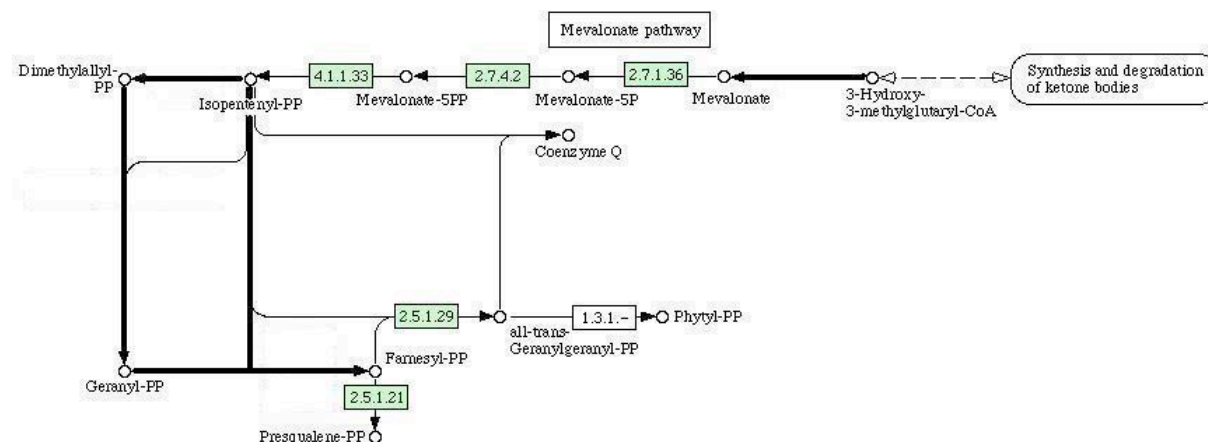 Mevalonate pathway
Dimethylallyl-
PP
4.1.1.33
2.7.4.2
2.7.1.36
Isopentenyl-PP
Mevalonate-5PP
Mevalonate-5P
Mevalonate
3-Hydroxy-
3-methylglutaryl-CoA
Synthesis and degradation
of ketone bodies
Coenzyme Q
2.5.1.29
1.3.1.-
Phytyl-PP
all-trans-
Geranylgeranyl-PP
Geranyl-PP
Farnesyl-PP
2.5.1.21
Presqualene-PP